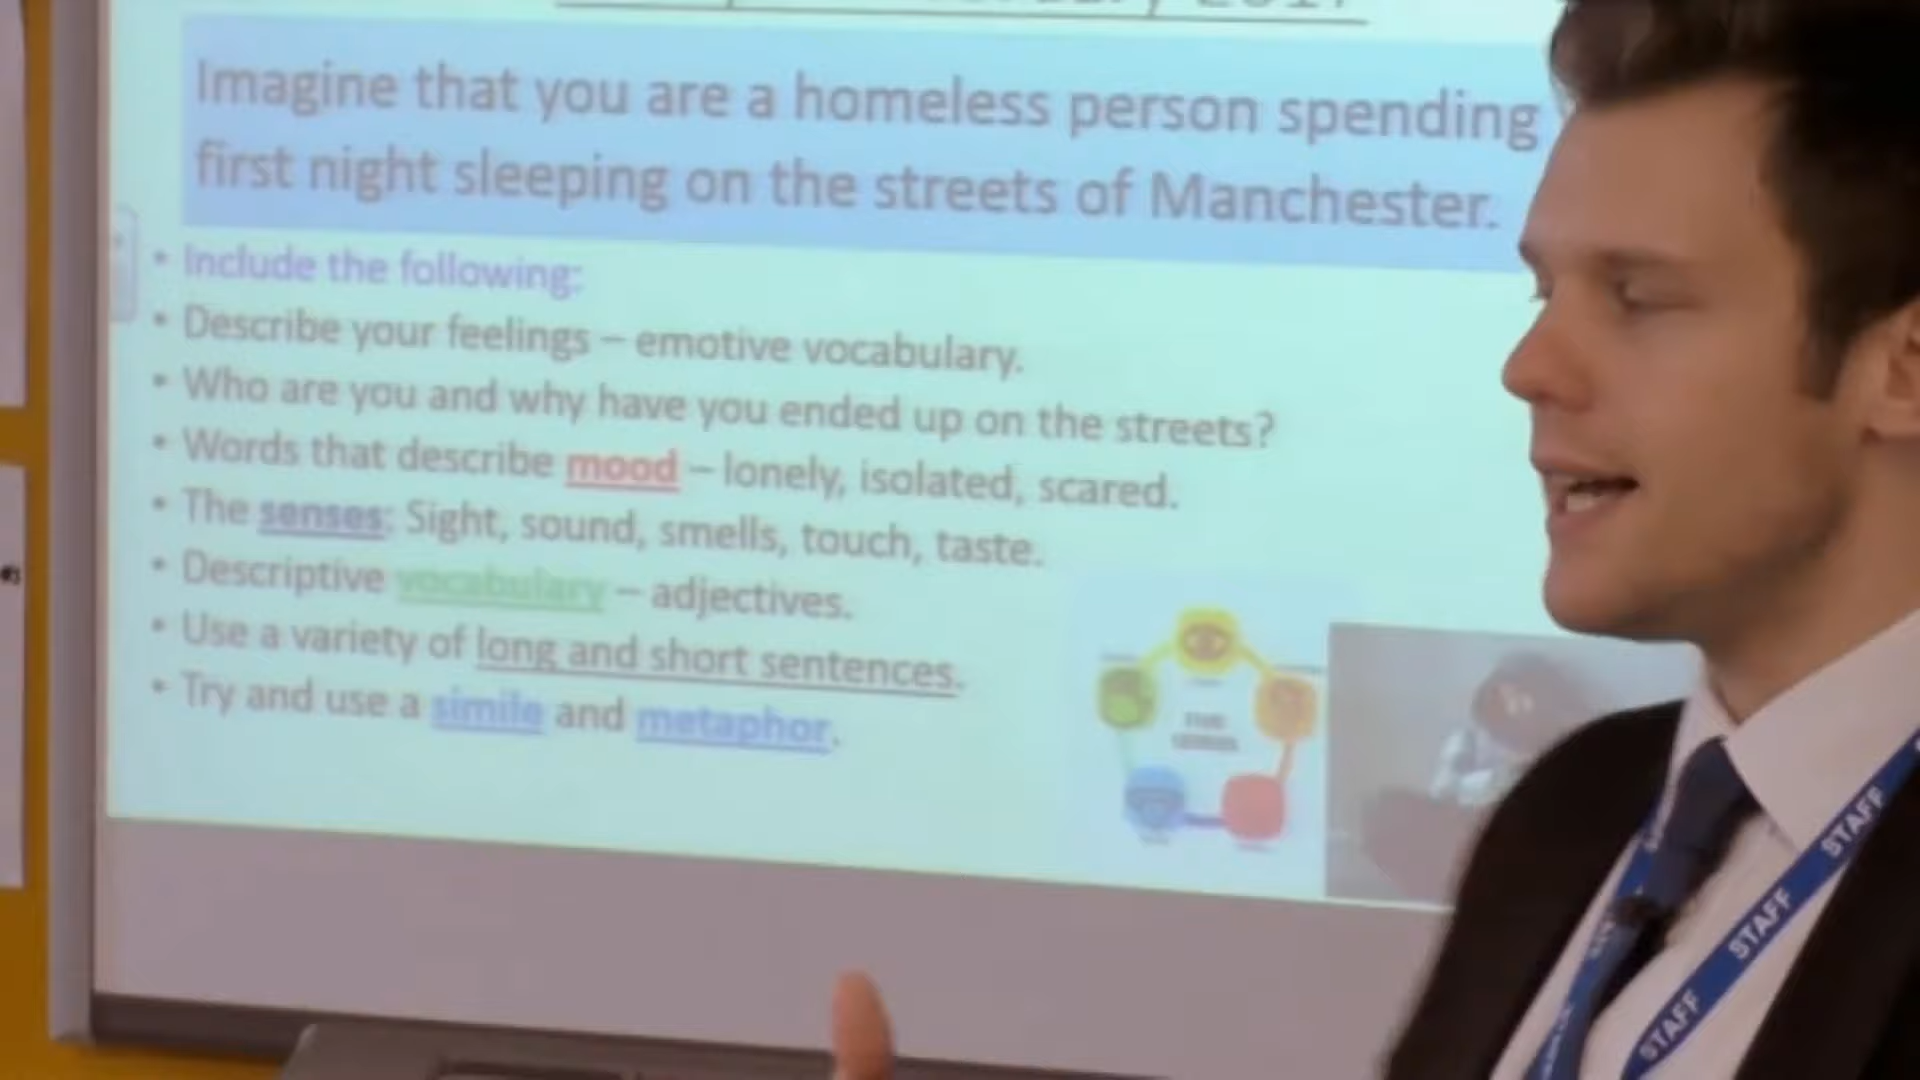 2017
Imagine that you are a homeless person spending
first night sleeping on the streets of Manchester.
• Include the following:
• Describe your feelings – emotive vocabulary.
• Who are you and why have you ended up on the streets?
• Words that describe mood – lonely, isolated, scared.
• The senses: Sight, sound, smells, touch, taste.
• Descriptive vocabulary – adjectives.
• Use a variety of long and short sentences.
• Try and use a simile and metaphor.
STAFF
STAFF
STAFF